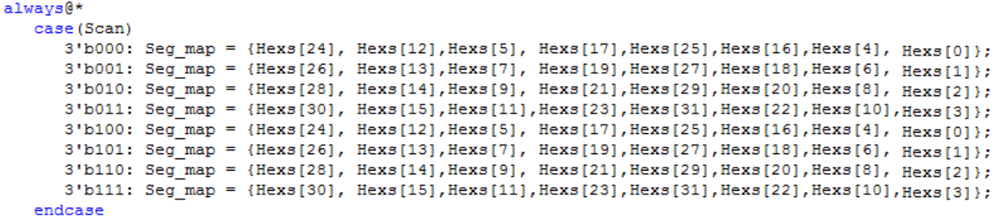 always@*
case(Scan)
3'b000: Seg_map = {Hexs[24], Hexs[12],Hexs[5], Hexs[17],Hexs[25],Hexs[16],Hexs[4], Hexs[0]};
3'b001: Seg_map = {Hexs[26], Hexs[13],Hexs[7], Hexs[19],Hexs[27],Hexs[18],Hexs[6], Hexs[1]};
3'b010: Seg_map = {Hexs[28], Hexs[14],Hexs[9], Hexs[21],Hexs[29],Hexs[20],Hexs[8], Hexs[2]};
3'b011: Seg_map = {Hexs[30], Hexs[15],Hexs[11],Hexs[23],Hexs[31],Hexs[22],Hexs[10],Hexs[3]};
3'b100: Seg_map = {Hexs[24], Hexs[12],Hexs[5], Hexs[17],Hexs[25],Hexs[16],Hexs[4], Hexs[0]};
3'b101: Seg_map = {Hexs[26], Hexs[13],Hexs[7], Hexs[19],Hexs[27],Hexs[18],Hexs[6], Hexs[1]};
3'b110: Seg_map = {Hexs[28], Hexs[14],Hexs[9], Hexs[21],Hexs[29],Hexs[20],Hexs[8], Hexs[2]};
3'b111: Seg_map = {Hexs[30], Hexs[15],Hexs[11],Hexs[23],Hexs[31],Hexs[22],Hexs[10],Hexs[3]};
endcase